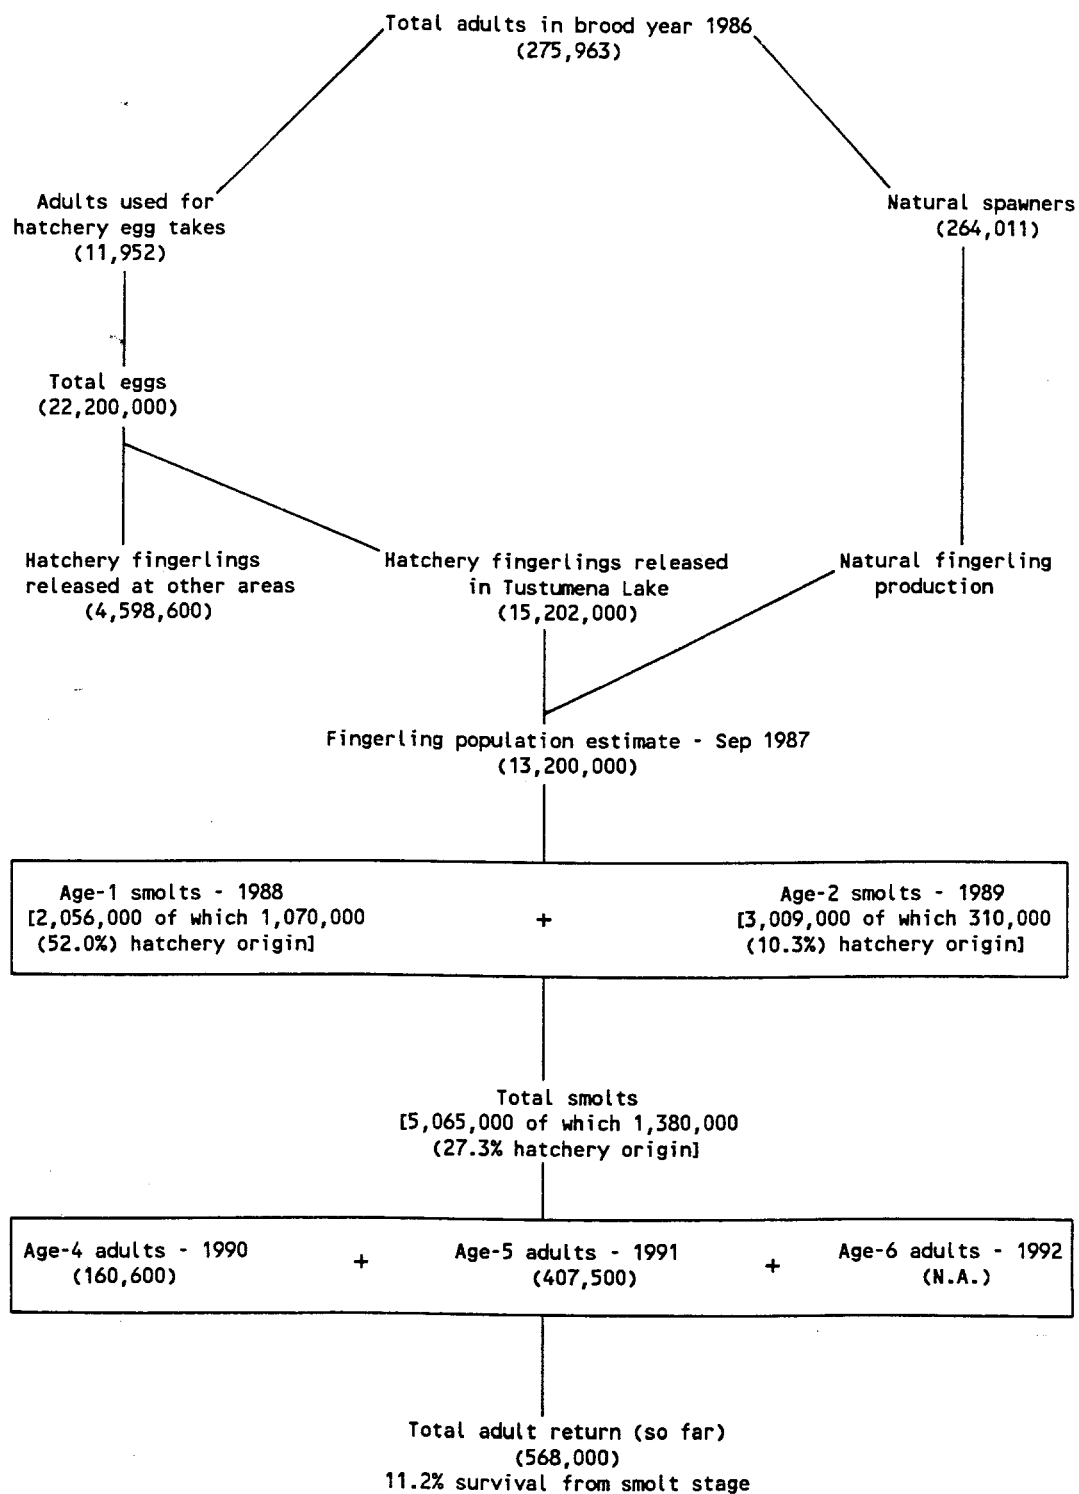 Total adults in brood year 1986
(275,963)
Adults used for
hatchery egg takes
(11,952)
Natural spawners
(264,011)
Total eggs
(22,200,000)
Hatchery fingerlings
released at other areas
(4,598,600)
Hatchery fingerlings released
in Tustumena Lake
(15,202,000)
Natural fingerling
production
Fingerling population estimate - Sep 1987
(13,200,000)
Age-1 smolts - 1988
[2,056,000 of which 1,070,000
(52.0%) hatchery origin]
+
Age-2 smolts - 1989
[3,009,000 of which 310,000
(10.3%) hatchery origin]
Total smolts
[5,065,000 of which 1,380,000
(27.3% hatchery origin]
Age-4 adults - 1990
(160,600)
+
Age-5 adults - 1991
(407,500)
+
Age-6 adults - 1992
(N.A.)
Total adult return (so far)
(568,000)
11.2% survival from smolt stage